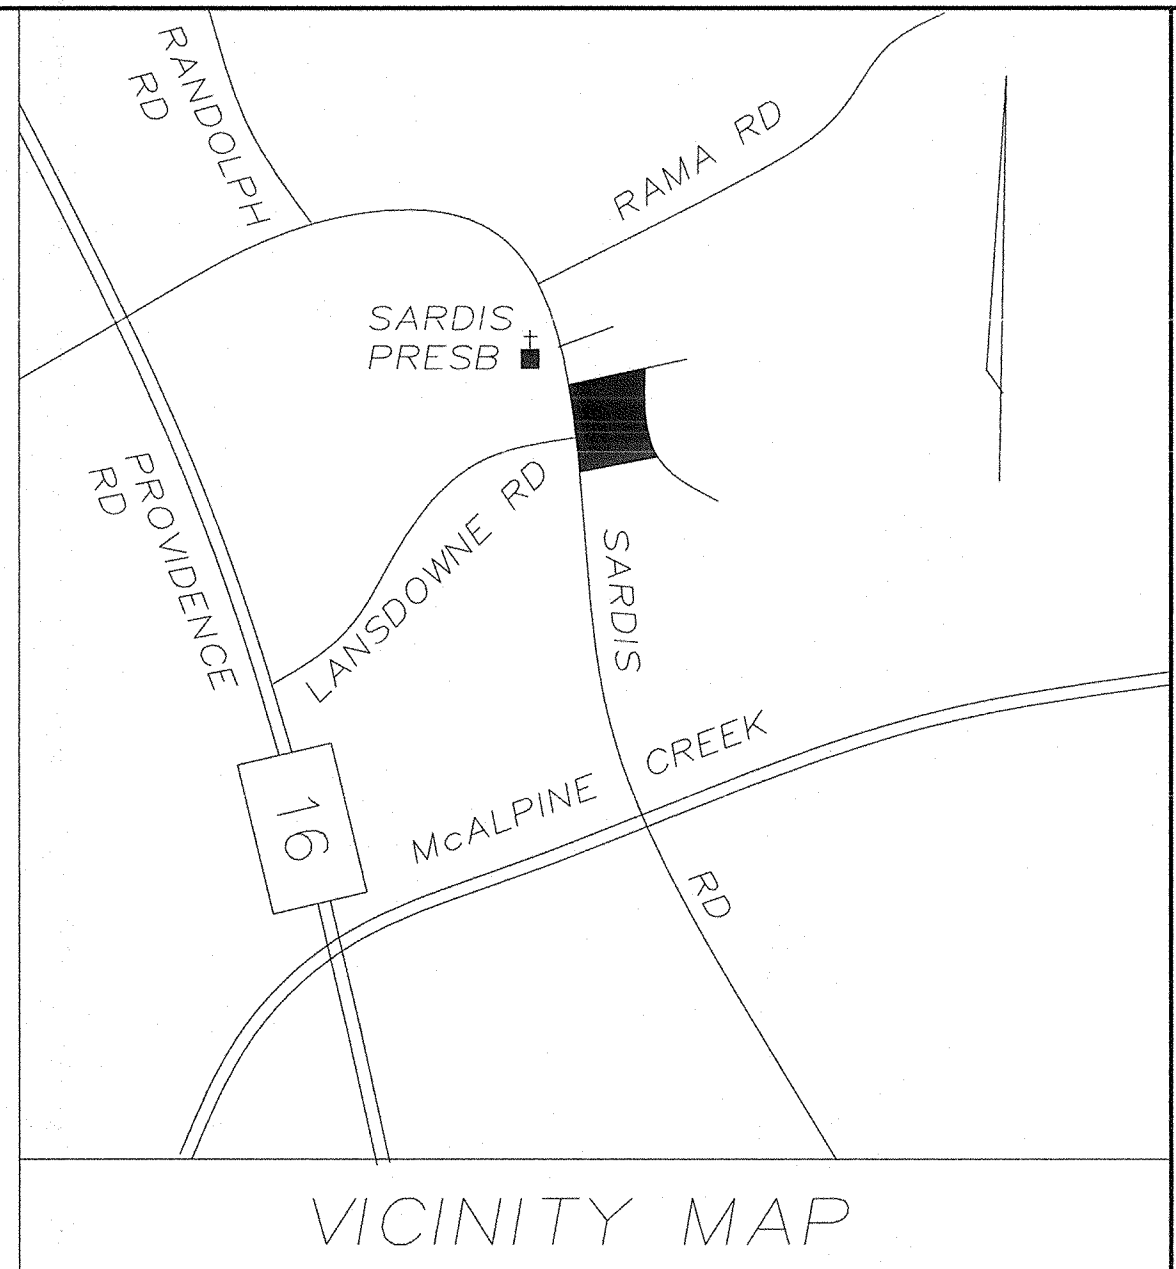 RANDOLPH
RD
RAMA RD
SARDIS
PRESB
PROVIDENCE
RD
LANSDOWNE RD
SARDIS
McALPINE CREEK
16
RD
VICINITY MAP